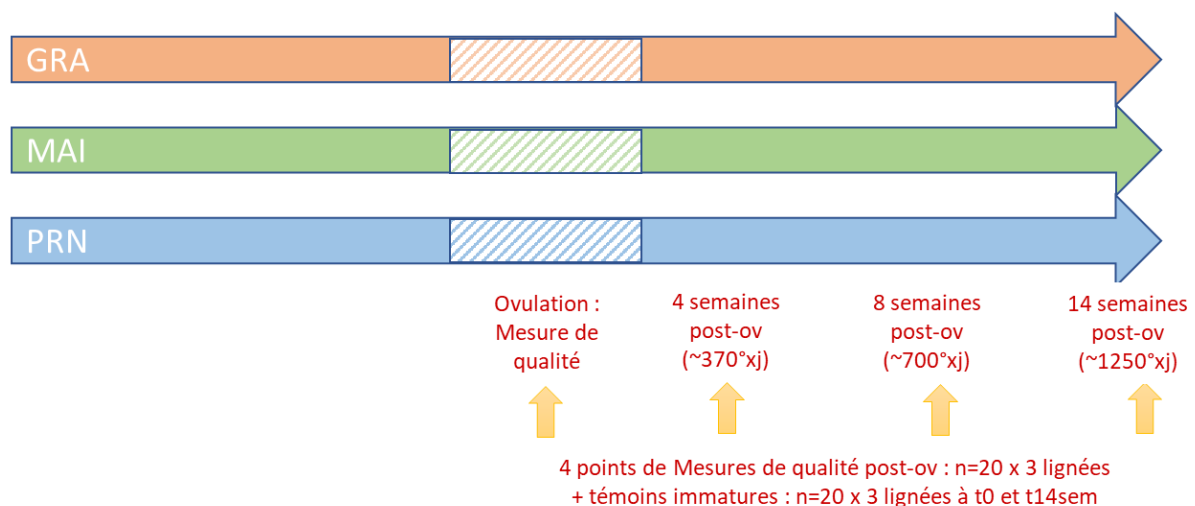 GRA
MAI
PRN
Ovulation :
Mesure de
qualité
4 semaines
post-ov
(~370°xj)
8 semaines
post-ov
(~700°xj)
14 semaines
post-ov
(~1250°xj)
4 points de Mesures de qualité post-ov : n=20 x 3 lignées
+ témoins immatures : n=20 x 3 lignées à t0 et t14sem